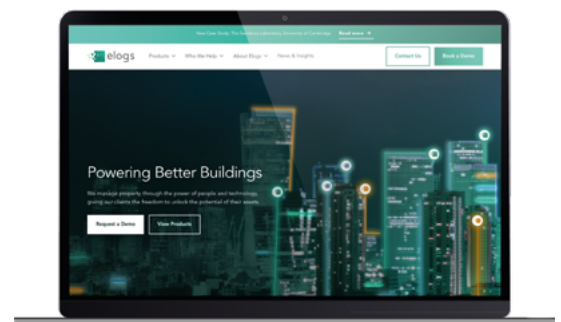 New Case Study: The Sainsbury Laboratory, University of Cambridge Read more →
elogs Products Who We Help About Elogs News & Insights Contact Us Book a Demo
Powering Better Buildings
We manage property through the power of people and technology,
giving our clients the freedom to unlock the potential of their assets.
Request a Demo View Products